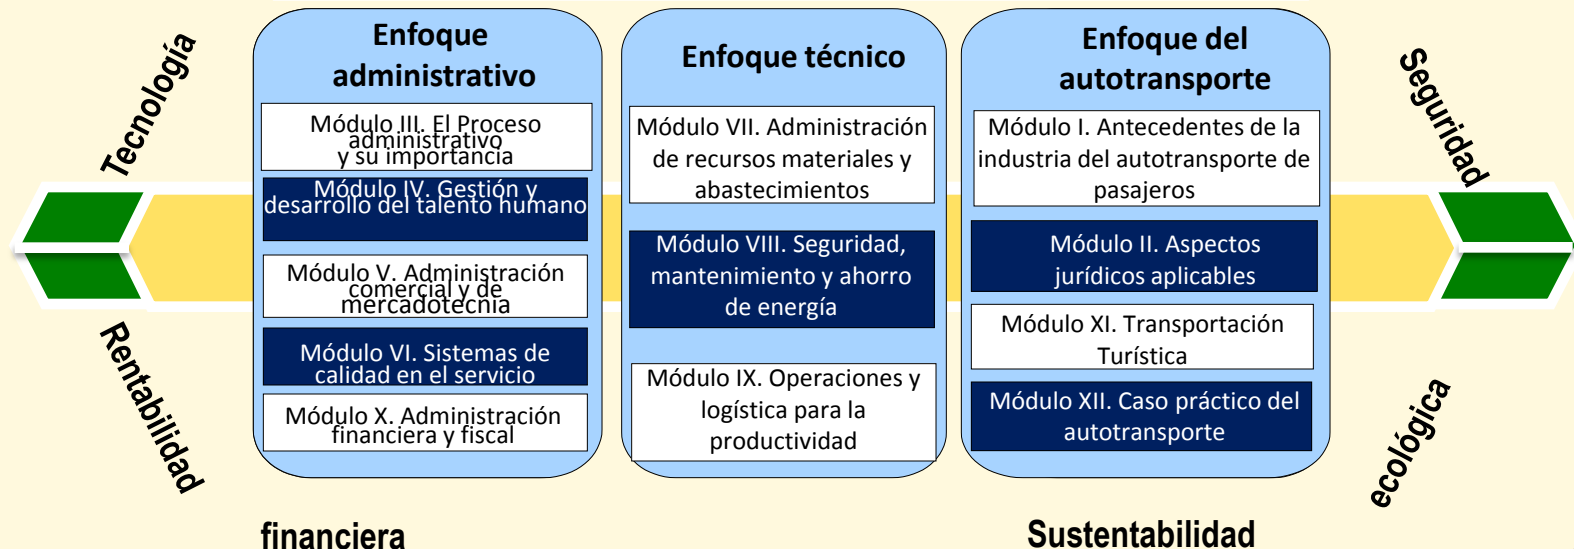 Tecnología
Rentabilidad
financiera
Enfoque
administrativo
Módulo III. El Proceso
administrativo
y su importancia
Módulo IV. Gestión y
desarrollo del talento humano
Módulo V. Administración
comercial y de
mercadotecnia
Módulo VI. Sistemas de
calidad en el servicio
Módulo X. Administración
financiera y fiscal
Enfoque técnico
Módulo VII. Administración
de recursos materiales y
abastecimientos
Módulo VIII. Seguridad,
mantenimiento y ahorro
de energía
Módulo IX. Operaciones y
logística para la
productividad
Enfoque del
autotransporte
Módulo I. Antecedentes de la
industria del autotransporte de
pasajeros
Módulo II. Aspectos
jurídicos aplicables
Módulo XI. Transportación
Turística
Módulo XII. Caso práctico del
autotransporte
Seguridad
Sustentabilidad
ecológica